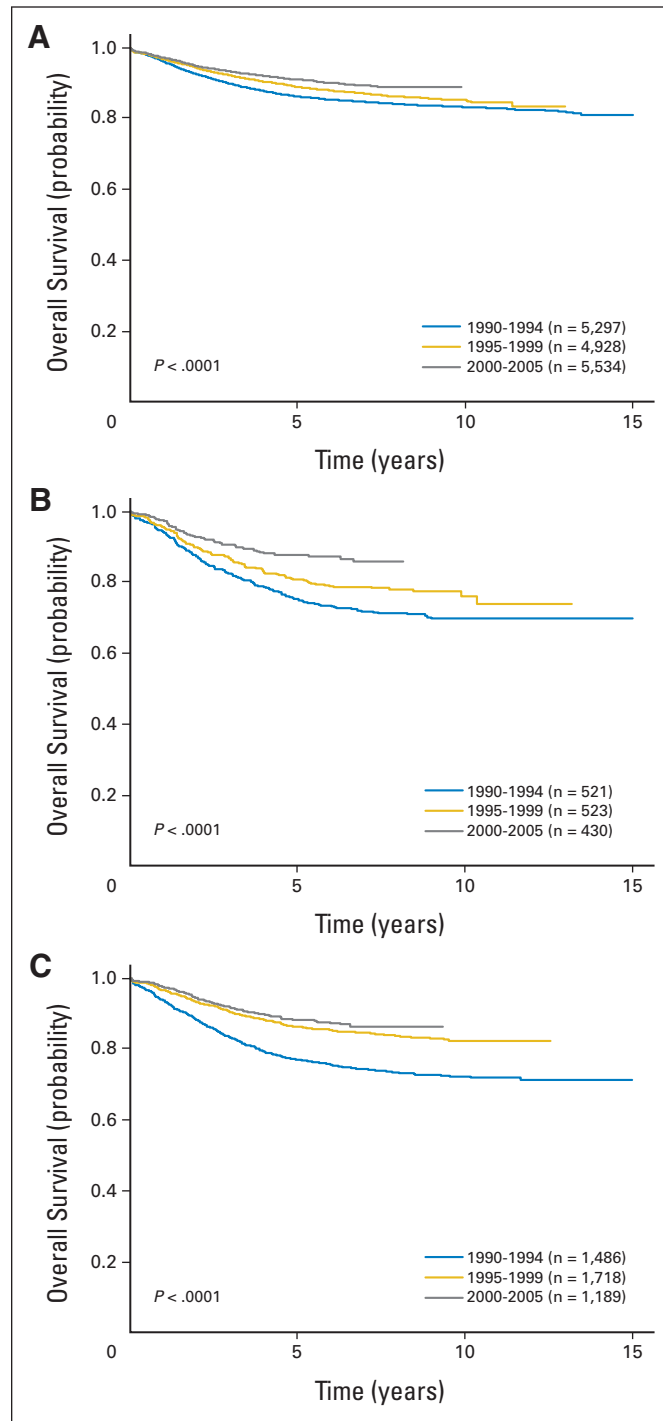 A
Overall Survival (probability)
1.0
0.8
0.6
0.4
0.2
1990-1994 (n = 5,297)
1995-1999 (n = 4,928)
2000-2005 (n = 5,534)
P < .0001
0
5
10
15
Time (years)
B
Overall Survival (probability)
1.0
0.8
0.6
0.4
0.2
1990-1994 (n = 521)
1995-1999 (n = 523)
2000-2005 (n = 430)
P < .0001
0
5
10
15
Time (years)
C
Overall Survival (probability)
1.0
0.8
0.6
0.4
0.2
1990-1994 (n = 1,486)
1995-1999 (n = 1,718)
2000-2005 (n = 1,189)
P < .0001
0
5
10
15
Time (years)